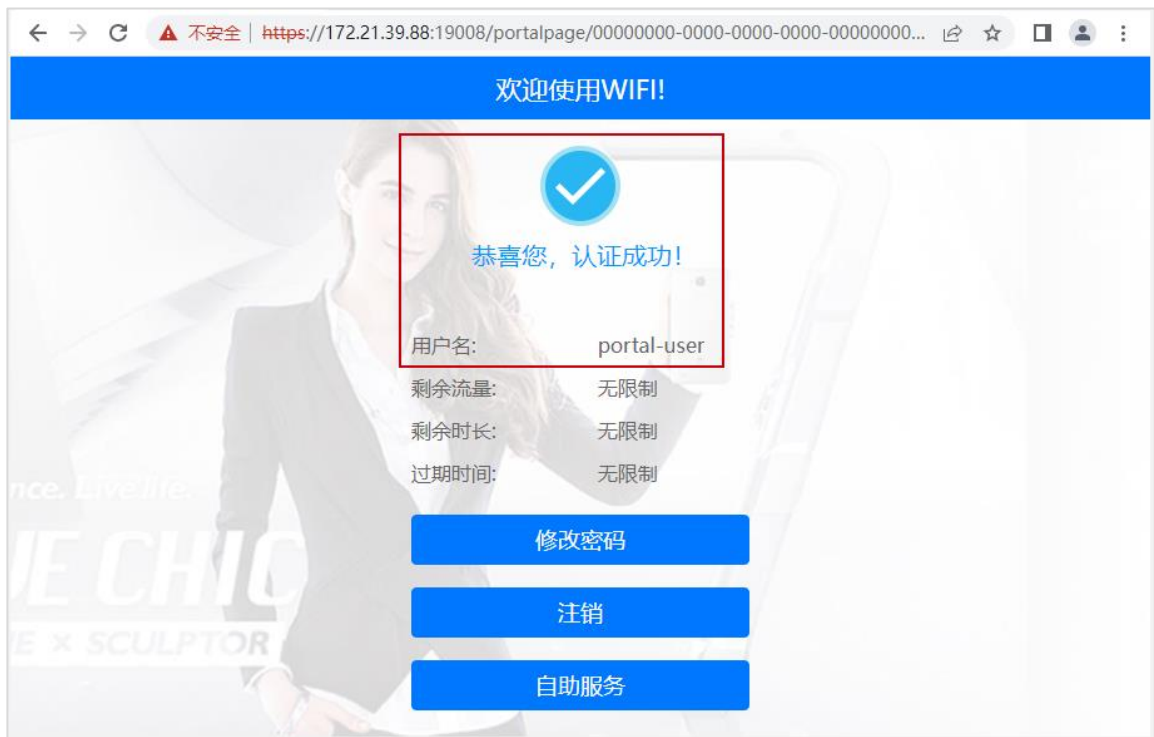 不安全 | https://172.21.39.88:19008/portalpage/00000000-0000-0000-0000-00000000...
欢迎使用WIFI!
恭喜您，认证成功!
用户名: portal-user
剩余流量: 无限制
剩余时长: 无限制
过期时间: 无限制
nce. Live life.
UE CHIC
E × SCULPTOR
修改密码
注销
自助服务